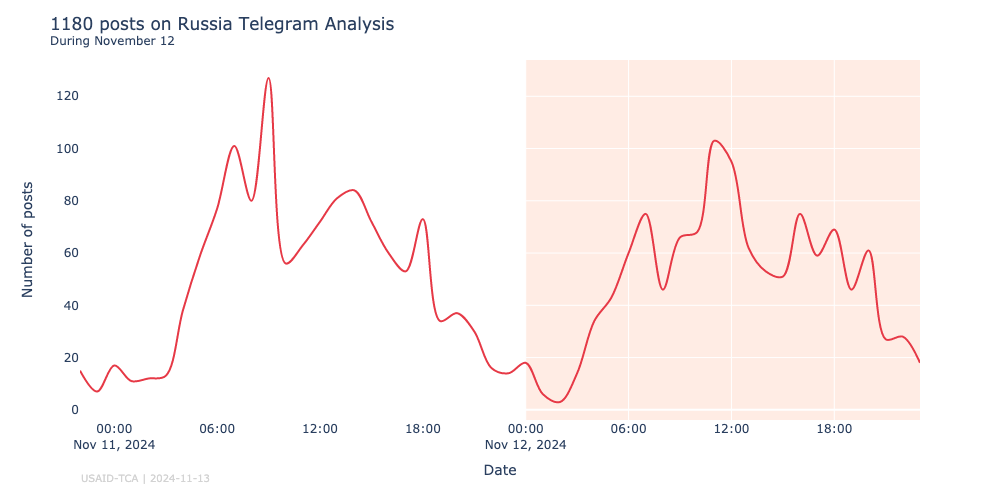 1180 posts on Russia Telegram Analysis
During November 12
Number of posts
120
100
80
60
40
20
0
00:00 06:00 12:00 18:00 00:00 06:00 12:00 18:00
Nov 11, 2024 Nov 12, 2024
Date
USAID-TCA | 2024-11-13